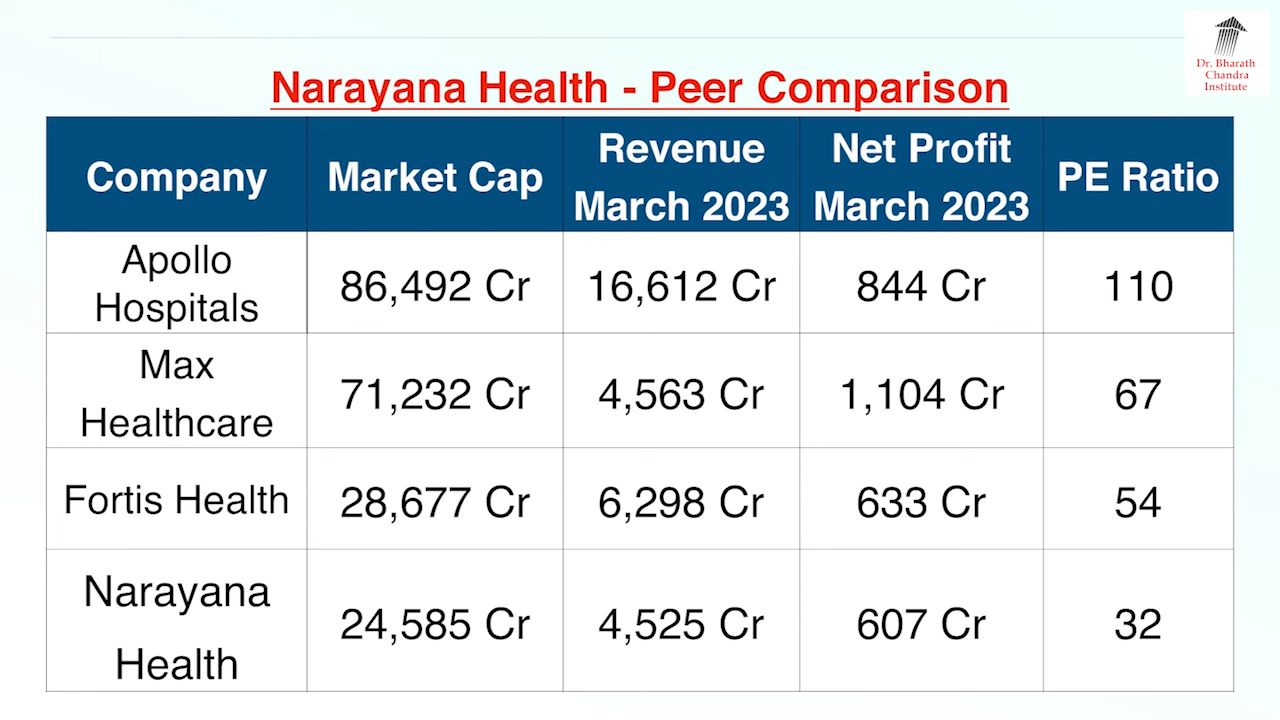 Dr. Bharath
Chandra
Institute
Narayana Health - Peer Comparison
Company Market Cap Revenue March 2023 Net Profit March 2023 PE Ratio
Apollo Hospitals 86,492 Cr 16,612 Cr 844 Cr 110
Max Healthcare 71,232 Cr 4,563 Cr 1,104 Cr 67
Fortis Health 28,677 Cr 6,298 Cr 633 Cr 54
Narayana Health 24,585 Cr 4,525 Cr 607 Cr 32